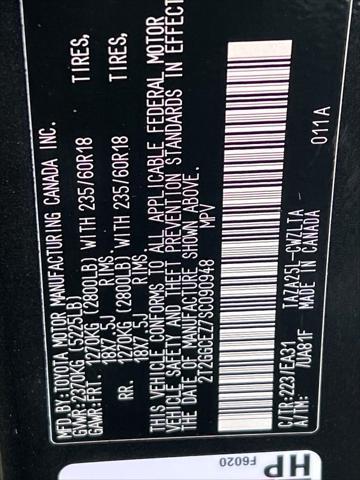 MFD.BY:TOYOTA MOTOR MANUFACTURING CANADA INC.
GVWR:2370KG (5225LB)
GAWR:FRT. 1270KG (2800LB) WITH 235/60R18 TIRES,
18X7.5J RIMS.
RR. 1270KG (2800LB) WITH 235/60R18 TIRES,
18X7.5J RIMS.
THIS VEHICLE CONFORMS TO ALL APPLICABLE FEDERAL MOTOR
VEHICLE SAFETY AND THEFT PREVENTION STANDARDS IN EFFECT
ON THE DATE OF MANUFACTURE SHOWN ABOVE.
2T2GGCEZ7SC090948 MPV
011A
C/TR:223/EA31 TAZA25L-CWZLTA
A/TM: /UA81F MADE IN CANADA
HP
F6020